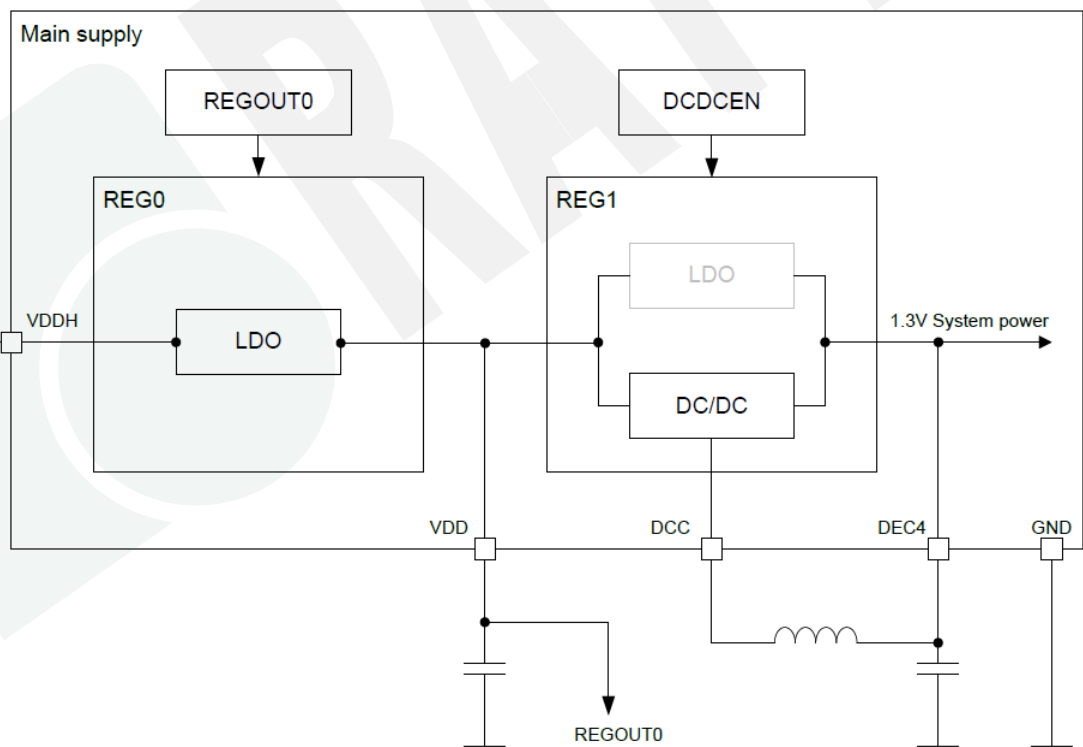 Main supply
REGOUT0
DCDCEN
REG0
REG1
LDO
VDDH
LDO
1.3V System power
DC/DC
VDD
DCC
DEC4
GND
REGOUT0